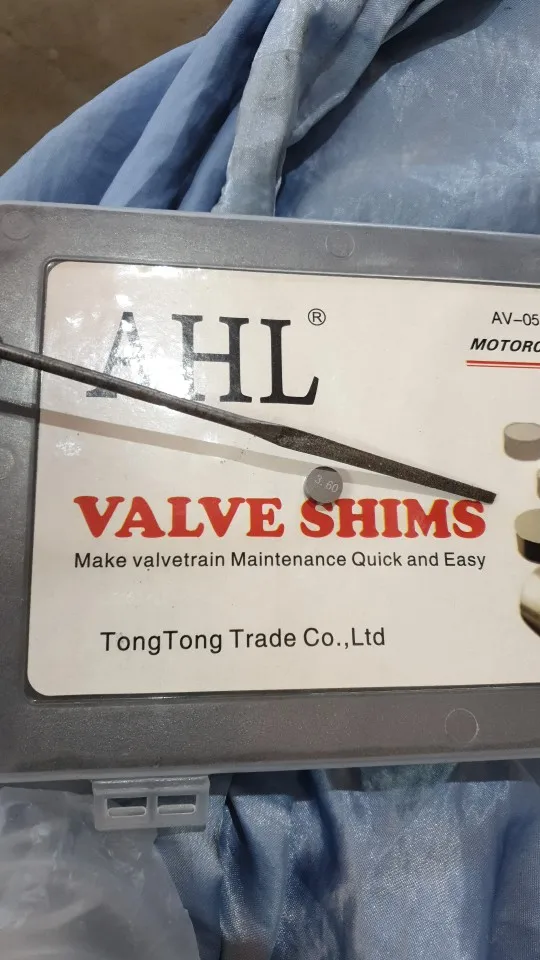 AHL®
AV-05
MOTORC
3.60
VALVE SHIMS
Make valvetrain Maintenance Quick and Easy
TongTong Trade Co.,Ltd